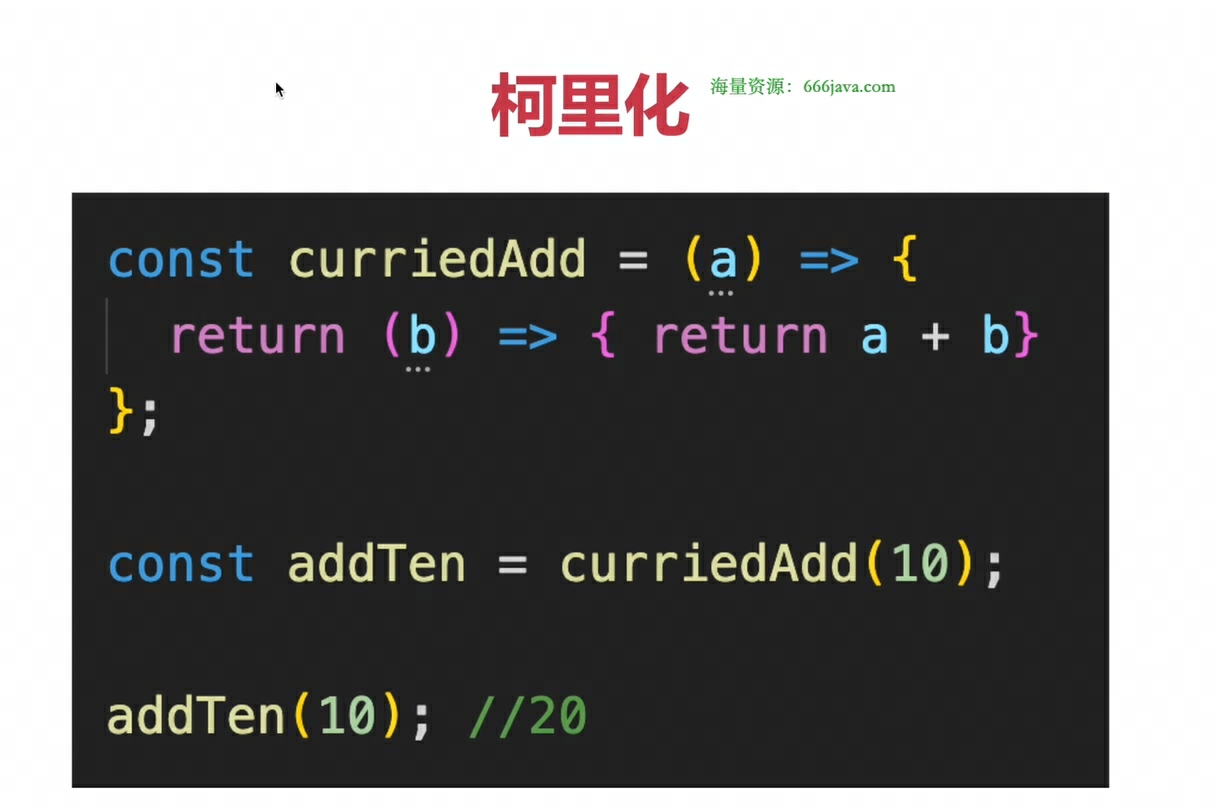 柯里化
海量资源：666java.com
const curriedAdd = (a) => {
  return (b) => { return a + b}
};
const addTen = curriedAdd(10);
addTen(10); //20